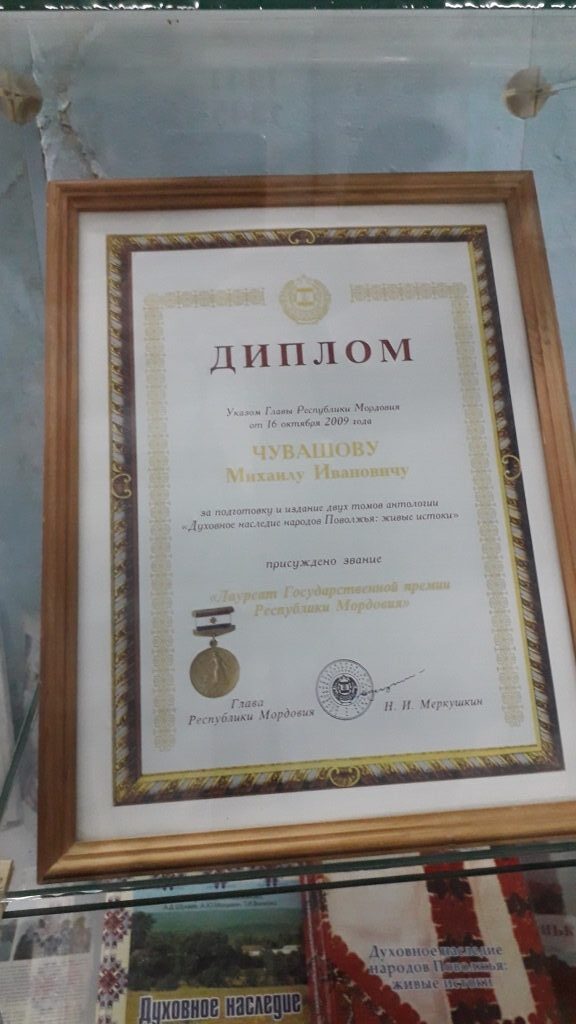 ДИПЛОМ
Указом Главы Республики Мордовия
от 16 октября 2009 года
ЧУВАШОВУ
Михаилу Ивановичу
за подготовку и издание двух томов антологии
«Духовное наследие народов Поволжья: живые истоки»
присуждено звание
«Лауреат Государственной премии
Республики Мордовия»
Глава
Республики Мордовия
Н. И. Меркушкин
Духовное наследие
Духовное наследие
народов Поволжья:
живые истоки